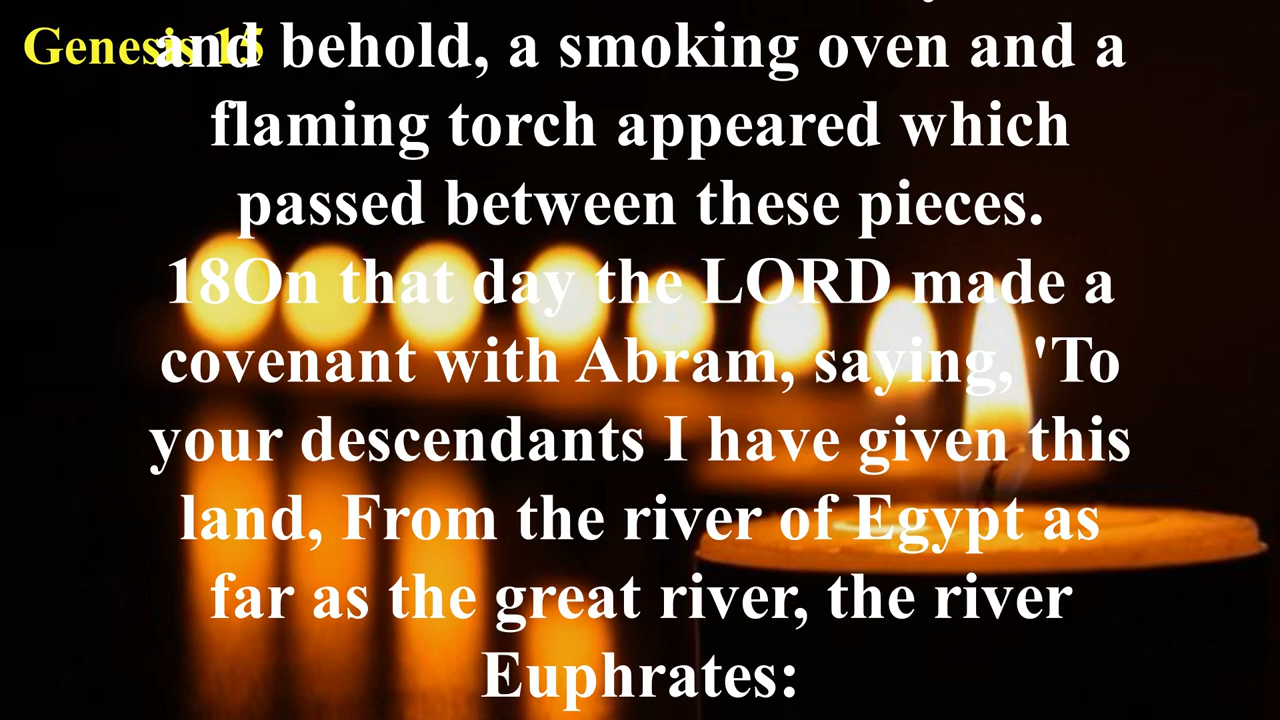 Genesis 15
and behold, a smoking oven and a
flaming torch appeared which
passed between these pieces.
18On that day the LORD made a
covenant with Abram, saying, 'To
your descendants I have given this
land, From the river of Egypt as
far as the great river, the river
Euphrates: